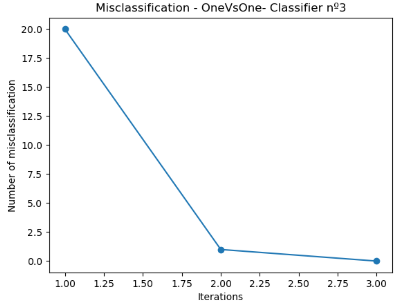 Misclassification - OneVsOne- Classifier nº3
Number of misclassification
20.0
17.5
15.0
12.5
10.0
7.5
5.0
2.5
0.0
1.00 1.25 1.50 1.75 2.00 2.25 2.50 2.75 3.00
Iterations